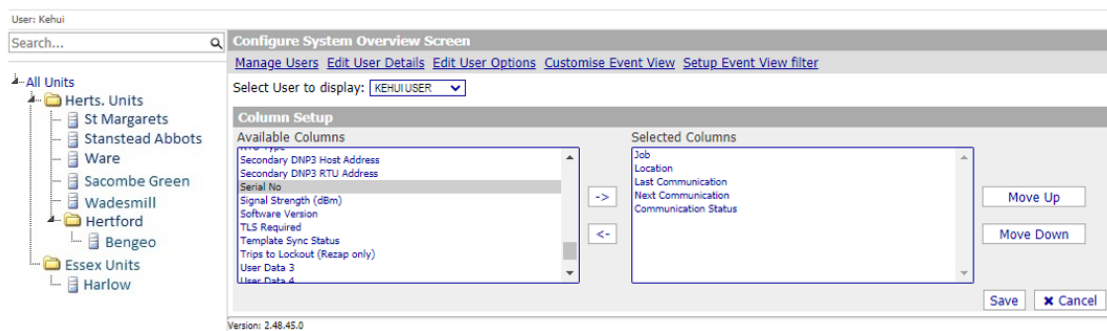 User: Kehui
Search...
All Units
Herts. Units
St Margarets
Stanstead Abbots
Ware
Sacombe Green
Wadesmill
Hertford
Bengeo
Essex Units
Harlow
Configure System Overview Screen
Manage Users Edit User Details Edit User Options Customise Event View Setup Event View filter
Select User to display: KEHUIUSER
Column Setup
Available Columns
RTU Type
Secondary DNP3 Host Address
Secondary DNP3 RTU Address
Serial No
Signal Strength (dBm)
Software Version
TLS Required
Template Sync Status
Trips to Lockout (Rezap only)
User Data 3
User Data 4
->
<-
Selected Columns
Job
Location
Last Communication
Next Communication
Communication Status
Move Up
Move Down
Save ✖ Cancel
Version: 2.48.45.0